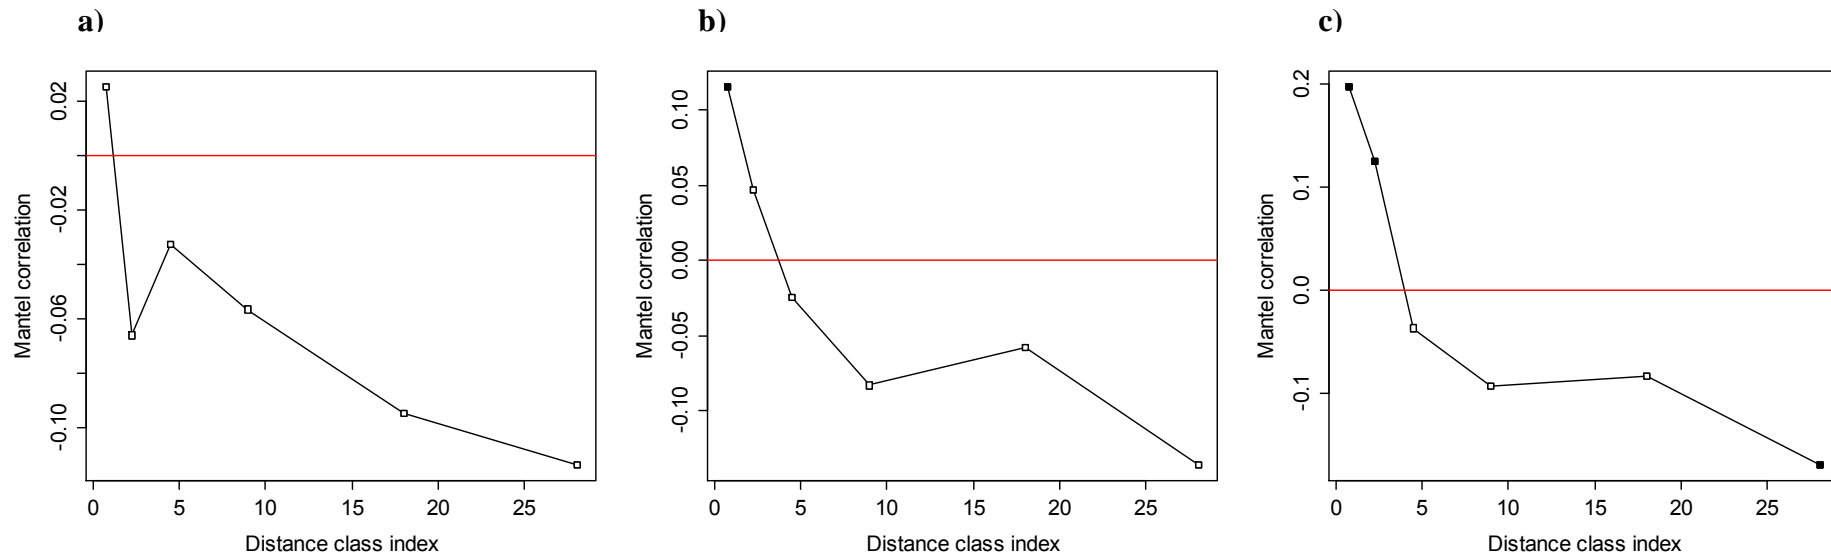 a)
b)
c)
0.02
-0.02
-0.06
-0.10
Mantel correlation
0 5 10 15 20 25
Distance class index
0.10
0.05
0.00
-0.05
-0.10
Mantel correlation
0 5 10 15 20 25
Distance class index
0.2
0.1
0.0
-0.1
Mantel correlation
0 5 10 15 20 25
Distance class index